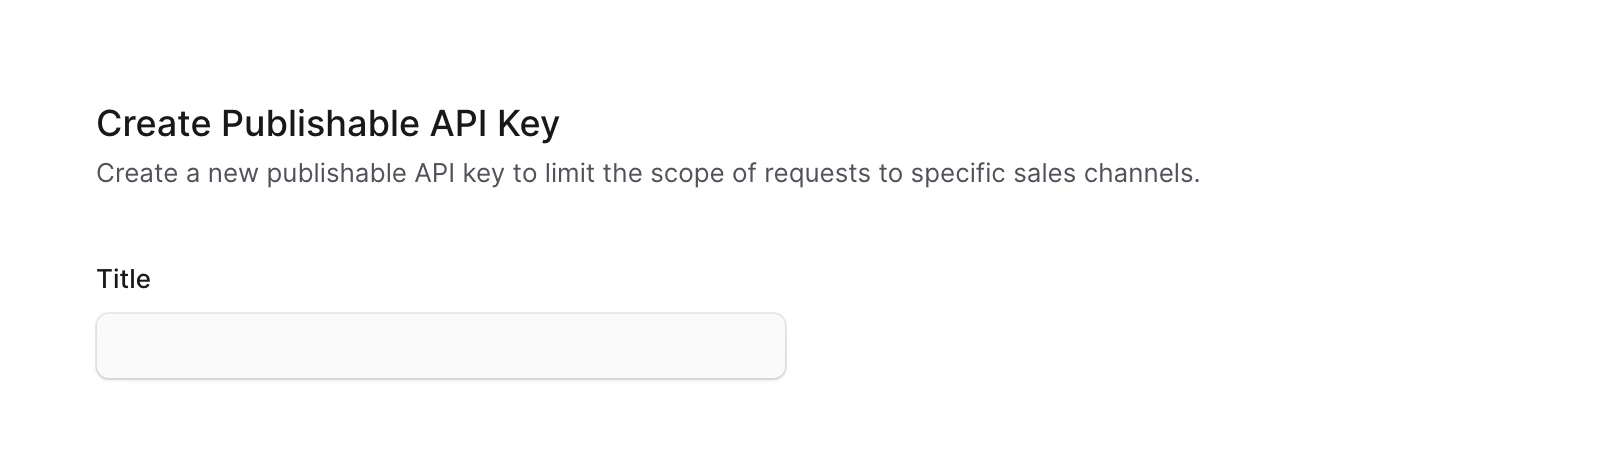 Create Publishable API Key
Create a new publishable API key to limit the scope of requests to specific sales channels.
Title